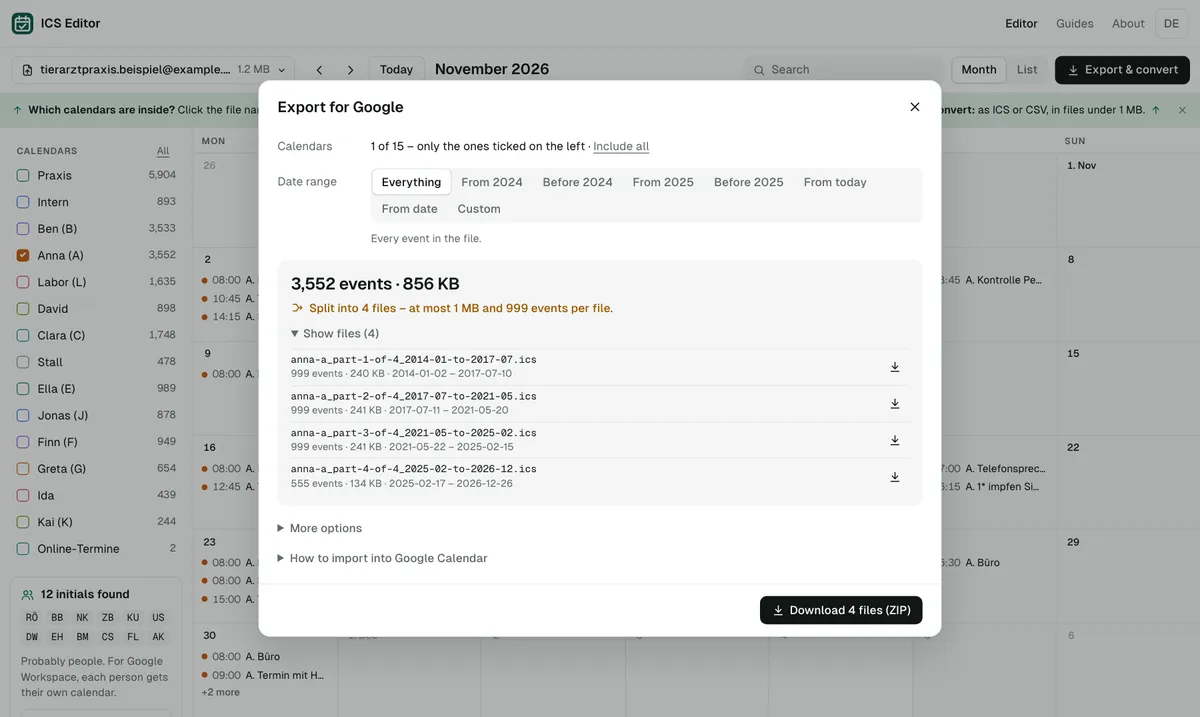 ICS Editor
Editor Guides About DE
tierarztpraxis.beispiel@example.... 1.2 MB
Today
November 2026
Search
Month List
Export & convert
Which calendars are inside? Click the file
as ICS or CSV, in files under 1 MB.
CALENDARS All
Praxis 5,904
Intern 893
Ben (B) 3,533
Anna (A) 3,552
Labor (L) 1,635
David 898
Clara (C) 1,748
Stall 478
Ella (E) 989
Jonas (J) 878
Finn (F) 949
Greta (G) 654
Ida 439
Kai (K) 244
Online-Termine 2
12 initials found
RÖ BB NK ZB KU US
DW EH BM CS FL AK
Probably people. For Google
Workspace, each person gets
their own calendar.
MON SUN
26 1. Nov
2 8
08:00 A.
10:45 A.
14:15 A.
:45 A. Kontrolle Pe...
9 15
08:00 A.
16 22
08:00 A.
12:45 A.
:00 A. Telefonsprec...
:15 A. 1* impfen Si...
23 29
08:00 A.
08:00 A.
15:00 A.
:30 A. Büro
30 6
08:00 A. Büro
09:00 A. Termin mit H...
+2 more
Export for Google
Calendars 1 of 15 – only the ones ticked on the left · Include all
Date range Everything From 2024 Before 2024 From 2025 Before 2025 From today
From date Custom
Every event in the file.
3,552 events · 856 KB
Split into 4 files – at most 1 MB and 999 events per file.
Show files (4)
anna-a_part-1-of-4_2014-01-to-2017-07.ics
999 events · 240 KB · 2014-01-02 – 2017-07-10
anna-a_part-2-of-4_2017-07-to-2021-05.ics
999 events · 241 KB · 2017-07-11 – 2021-05-20
anna-a_part-3-of-4_2021-05-to-2025-02.ics
999 events · 241 KB · 2021-05-22 – 2025-02-15
anna-a_part-4-of-4_2025-02-to-2026-12.ics
555 events · 134 KB · 2025-02-17 – 2026-12-26
More options
How to import into Google Calendar
Download 4 files (ZIP)